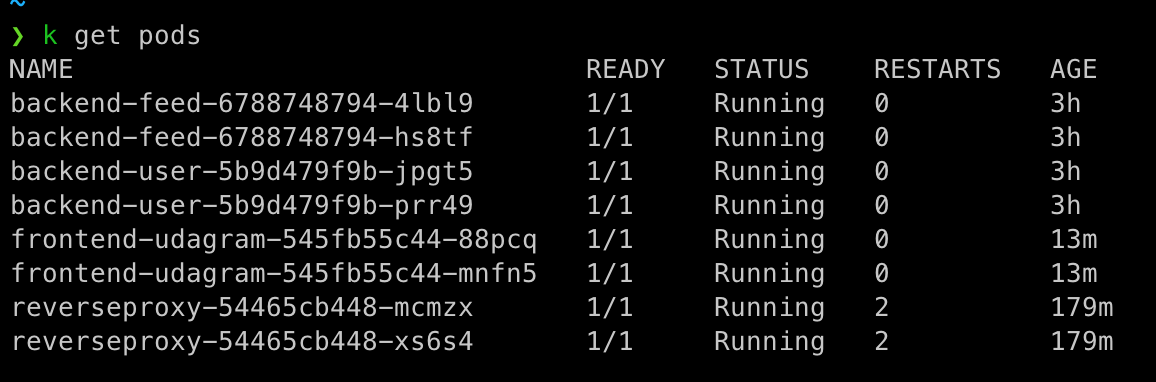 ~
❯ k get pods
NAME READY STATUS RESTARTS AGE
backend-feed-6788748794-4lbl9 1/1 Running 0 3h
backend-feed-6788748794-hs8tf 1/1 Running 0 3h
backend-user-5b9d479f9b-jpgt5 1/1 Running 0 3h
backend-user-5b9d479f9b-prr49 1/1 Running 0 3h
frontend-udagram-545fb55c44-88pcq 1/1 Running 0 13m
frontend-udagram-545fb55c44-mnfn5 1/1 Running 0 13m
reverseproxy-54465cb448-mcmzx 1/1 Running 2 179m
reverseproxy-54465cb448-xs6s4 1/1 Running 2 179m